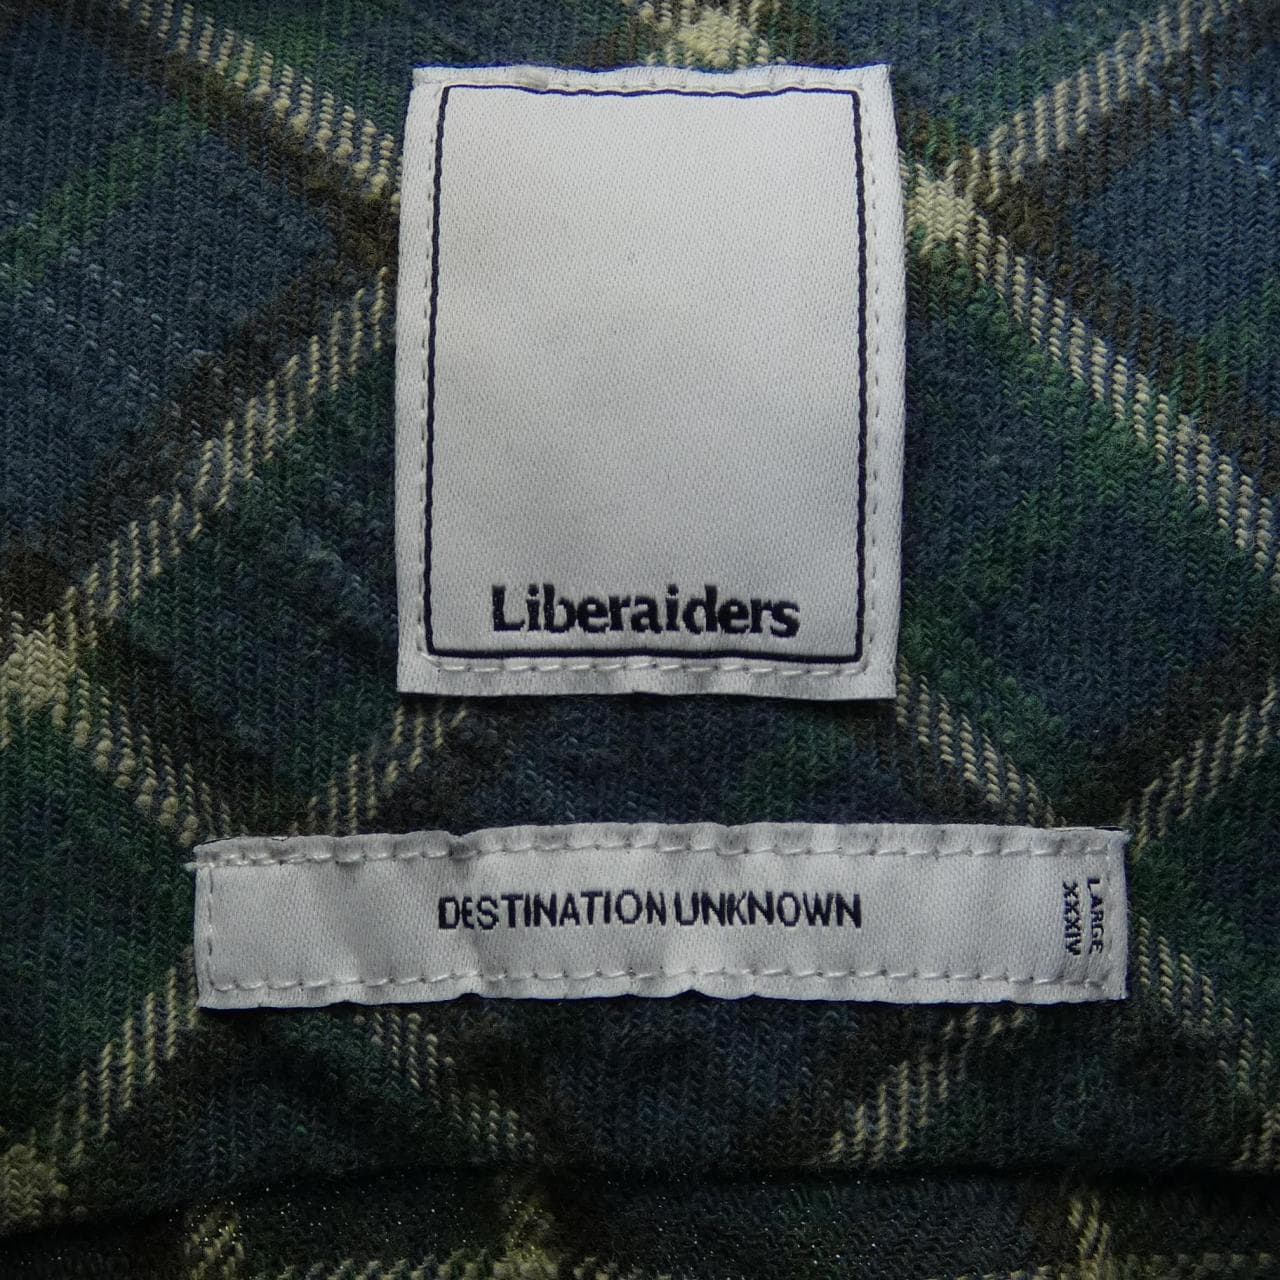 Liberaiders
DESTINATION UNKNOWN
LARGE
XXXIV